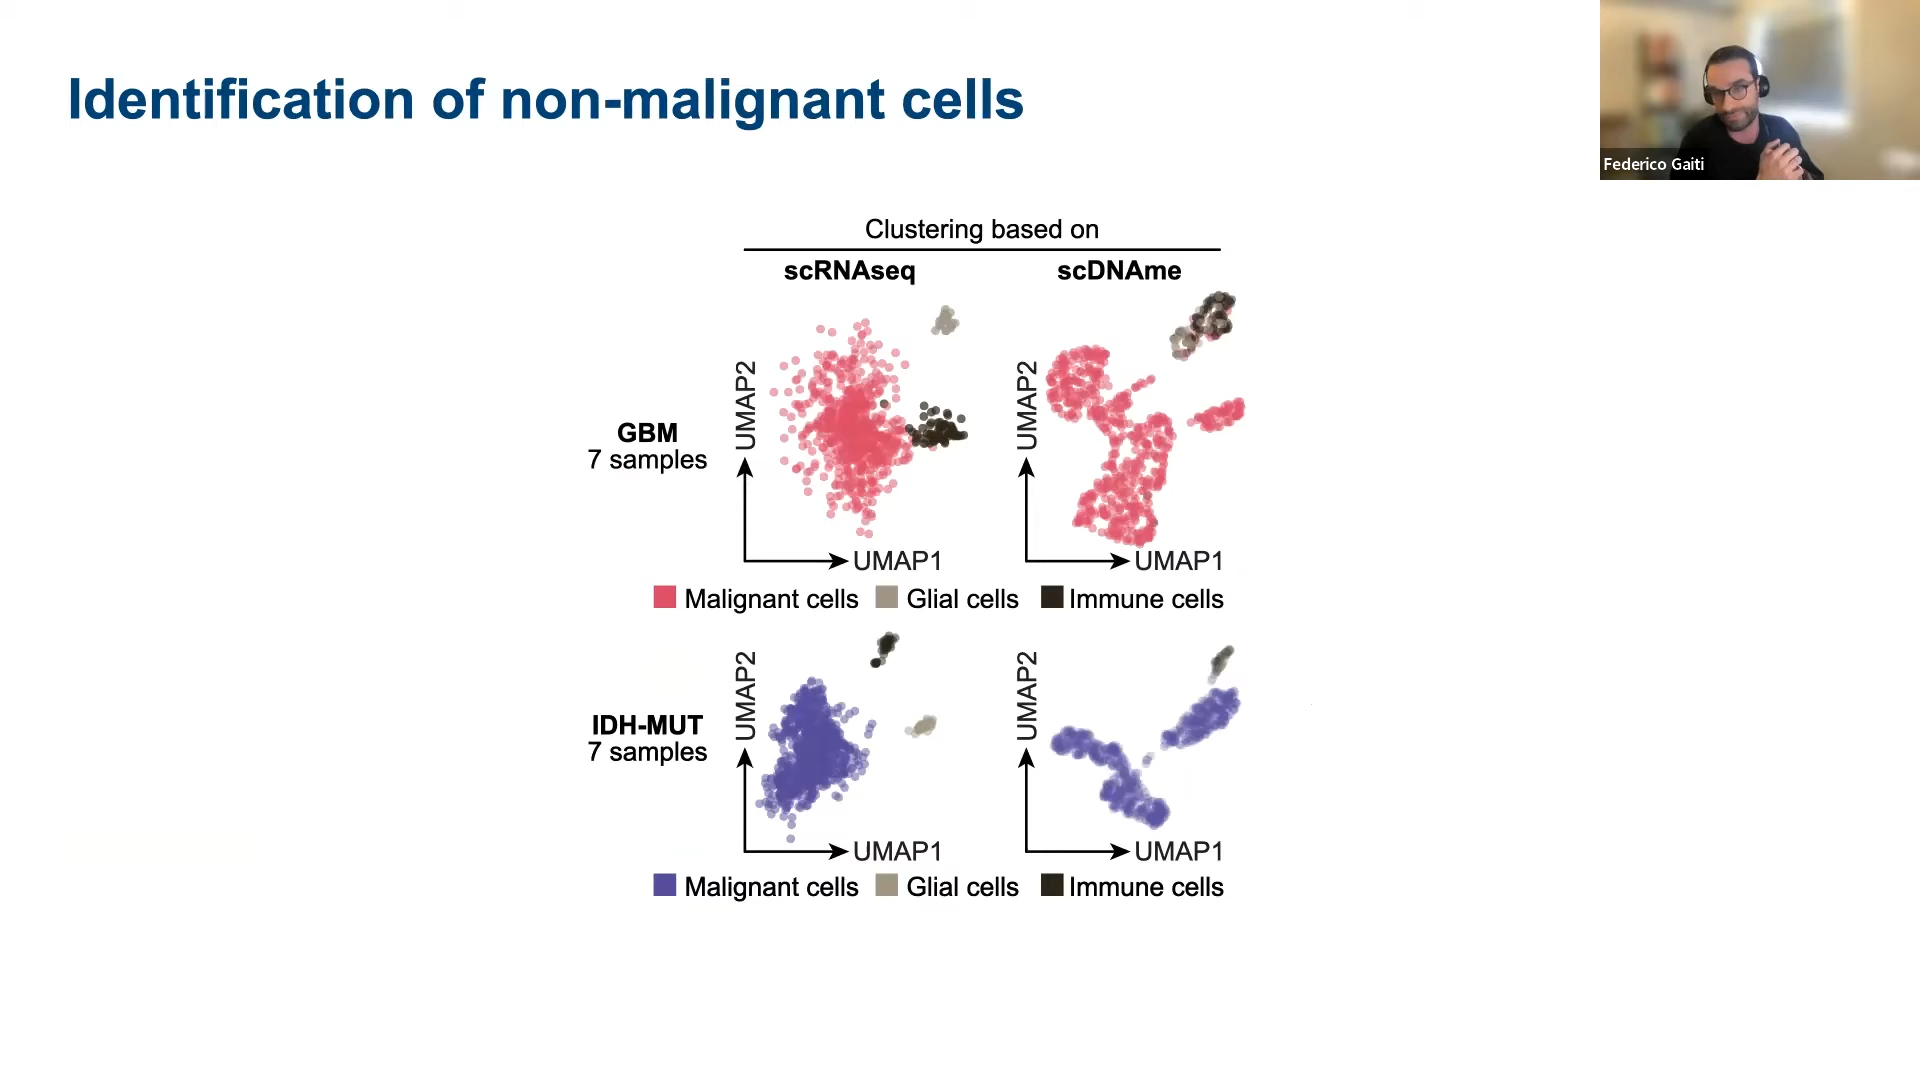 Identification of non-malignant cells
Federico Gaiti
Clustering based on
scRNAseq
scDNAme
GBM
7 samples
UMAP2
UMAP1
UMAP2
UMAP1
Malignant cells
Glial cells
Immune cells
IDH-MUT
7 samples
UMAP2
UMAP1
UMAP2
UMAP1
Malignant cells
Glial cells
Immune cells